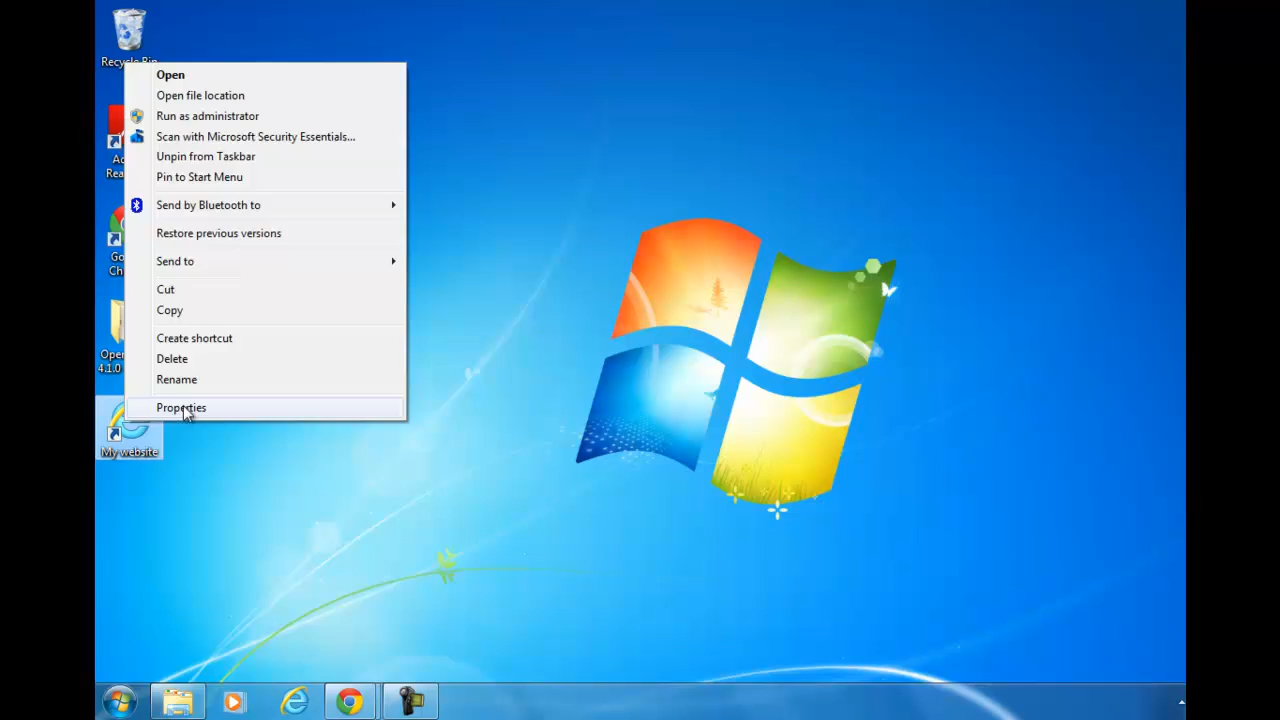 Recycle Bin
Open
Open file location
Run as administrator
Scan with Microsoft Security Essentials...
Unpin from Taskbar
Pin to Start Menu
Send by Bluetooth to
Restore previous versions
Send to
Cut
Copy
Create shortcut
Delete
Rename
Properties
Ad
Rea
Go
Ch
Open
4.1.0
My website